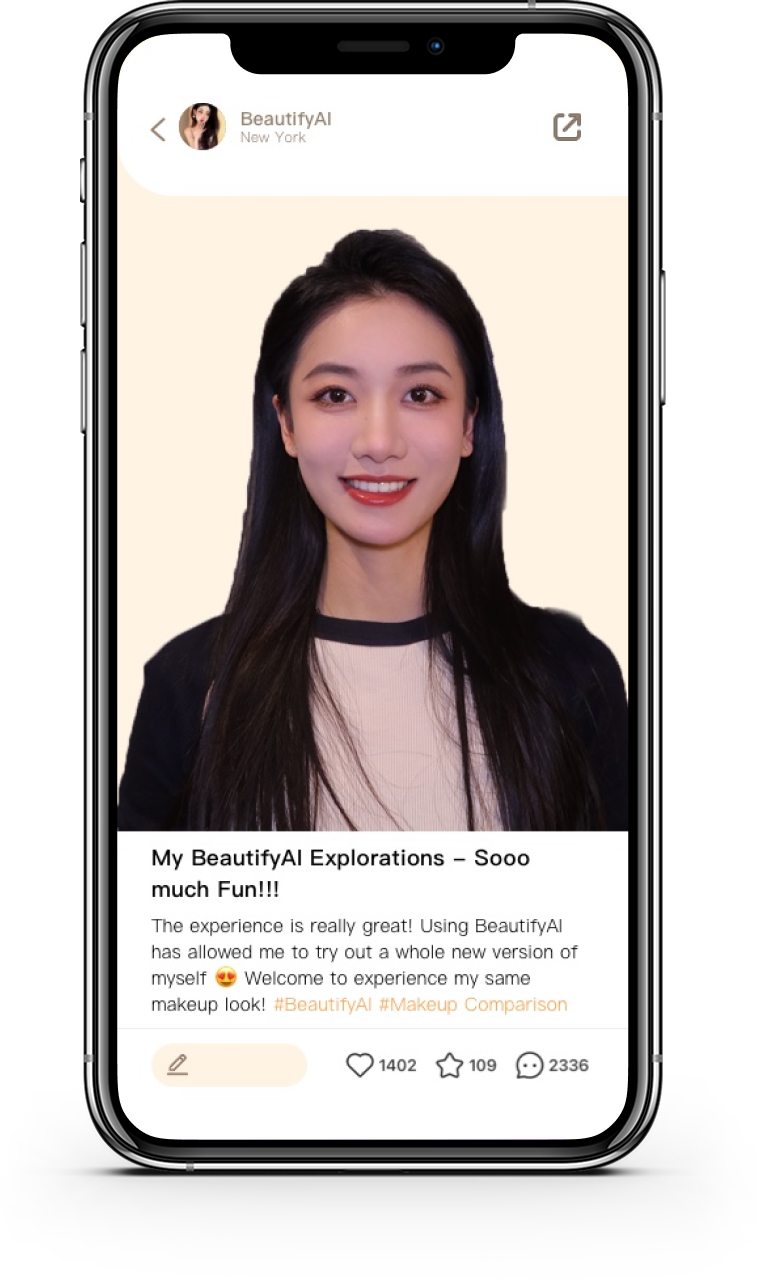 BeautifyAI
New York
My BeautifyAI Explorations – Sooo
much Fun!!!
The experience is really great! Using BeautifyAI
has allowed me to try out a whole new version of
myself 😍 Welcome to experience my same
makeup look! #BeautifyAI #Makeup Comparison
1402 109 2336